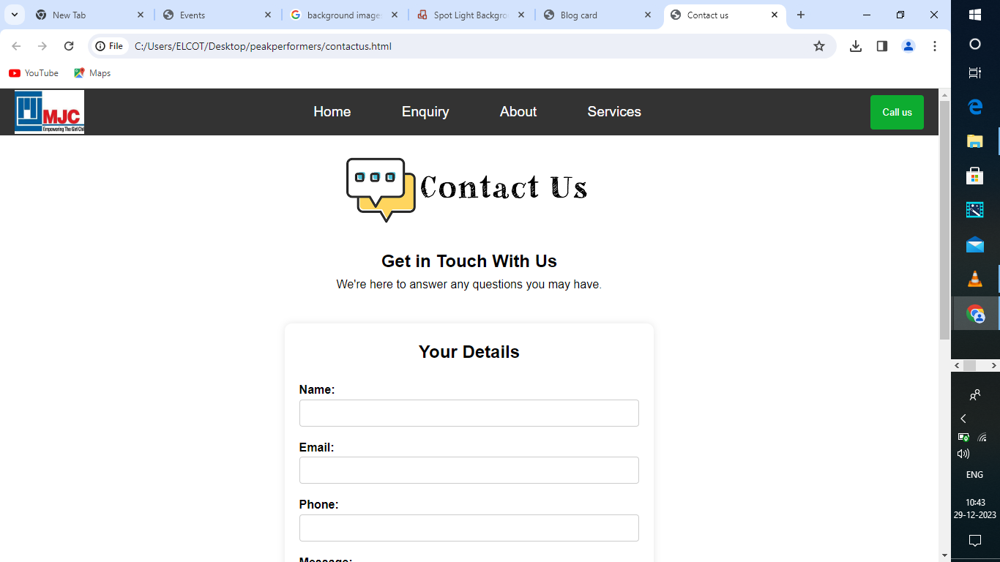 New Tab
Events
background image
Spot Light Backgro
Blog card
Contact us
File
C:/Users/ELCOT/Desktop/peakperformers/contactus.html
YouTube
Maps
MJC
Empowering The Girl Chi
Home
Enquiry
About
Services
Call us
Contact Us
Get in Touch With Us
We're here to answer any questions you may have.
Your Details
Name:
Email:
Phone:
Message:
ENG
10:43
29-12-2023